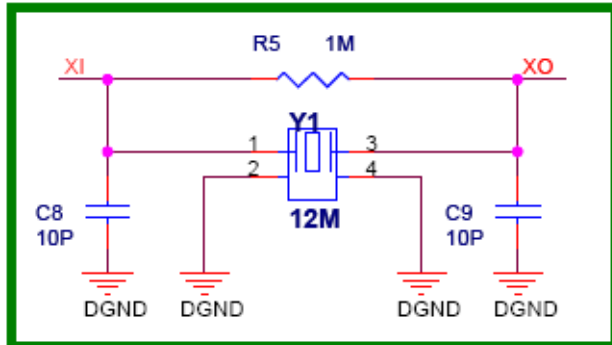 R5 1M
XI XO
Y1
1 3
2 4
C8 C9
10P 12M 10P
DGND DGND DGND DGND